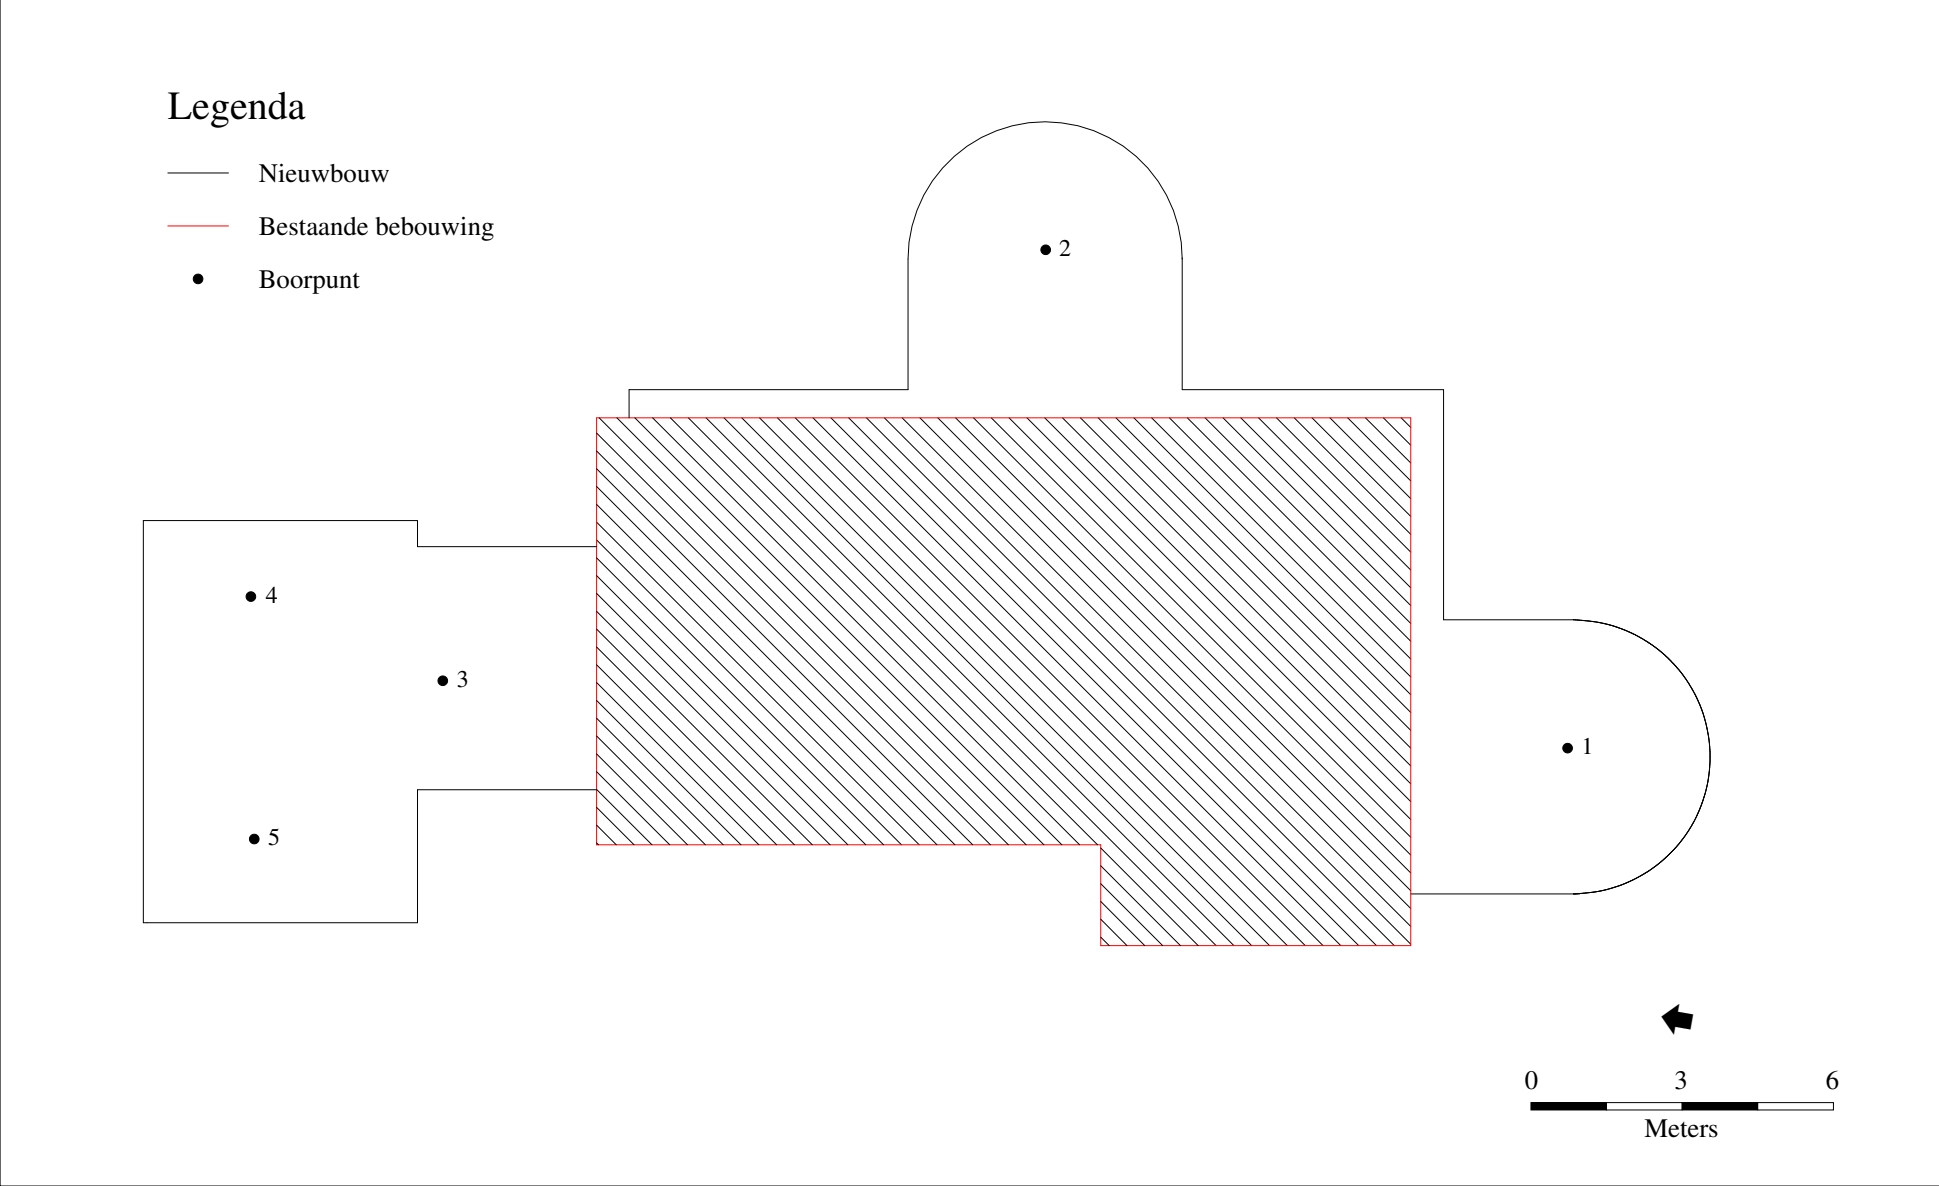 Legenda
Nieuwbouw
Bestaande bebouwing
Boorpunt
2
4
3
1
5
0 3 6
Meters